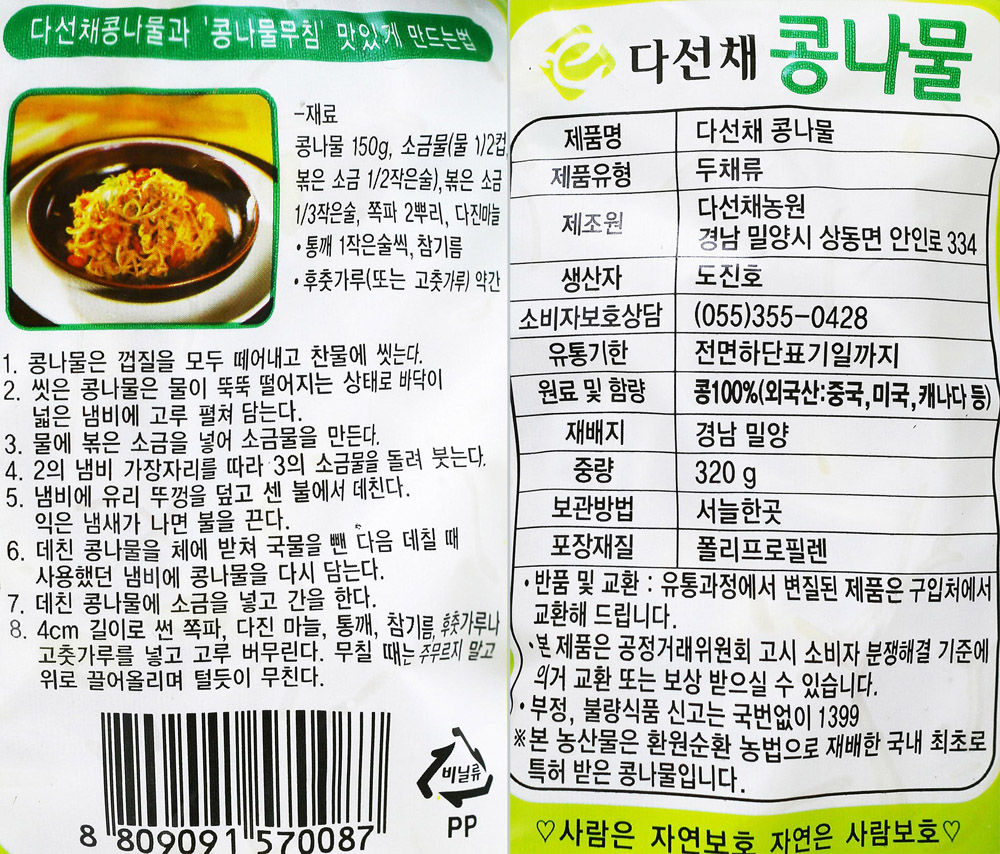 다선채콩나물과 '콩나물무침' 맛있게 만드는법
-재료
콩나물 150g, 소금물(물 1/2컵,
볶은 소금 1/2작은술), 볶은 소금
1/3작은술, 쪽파 2뿌리, 다진마늘
•통깨 1작은술씩, 참기름
•후춧가루(또는 고춧가루) 약간
1. 콩나물은 껍질을 모두 떼어내고 찬물에 씻는다.
2. 씻은 콩나물은 물이 뚝뚝 떨어지는 상태로 바닥이
넓은 냄비에 고루 펼쳐 담는다.
3. 물에 볶은 소금을 넣어 소금물을 만든다.
4. 2의 냄비 가장자리를 따라 3의 소금물을 돌려 붓는다.
5. 냄비에 유리 뚜껑을 덮고 센 불에서 데친다.
익은 냄새가 나면 불을 끈다.
6. 데친 콩나물을 체에 받쳐 국물을 뺀 다음 데칠 때
사용했던 냄비에 콩나물을 다시 담는다.
7. 데친 콩나물에 소금을 넣고 간을 한다.
8. 4cm 길이로 썬 쪽파, 다진 마늘, 통깨, 참기름, 후춧가루나
고춧가루를 넣고 고루 버무린다. 무칠 때는 주무르지 말고
위로 끌어올리며 털듯이 무친다.
8 809091 570087
비닐류
PP
다선채 콩나물
제품명 다선채 콩나물
제품유형 두채류
제조원 다선채농원
경남 밀양시 상동면 안인로 334
생산자 도진호
소비자보호상담 (055)355-0428
유통기한 전면하단표기일까지
원료 및 함량 콩100%(외국산:중국,미국,캐나다 등)
재배지 경남 밀양
중량 320 g
보관방법 서늘한곳
포장재질 폴리프로필렌
•반품 및 교환 : 유통과정에서 변질된 제품은 구입처에서
교환해 드립니다.
•본 제품은 공정거래위원회 고시 소비자 분쟁해결 기준에
의거 교환 또는 보상 받으실 수 있습니다.
•부정, 불량식품 신고는 국번없이 1399
※본 농산물은 환원순환 농법으로 재배한 국내 최초로
특허 받은 콩나물입니다.
♡사람은 자연보호 자연은 사람보호♡